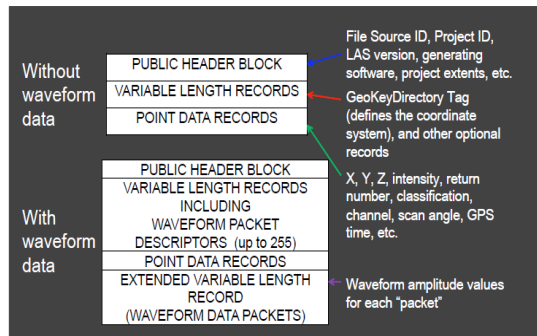 Without
waveform
data
PUBLIC HEADER BLOCK
VARIABLE LENGTH RECORDS
POINT DATA RECORDS
File Source ID, Project ID,
LAS version, generating
software, project extents, etc.
GeoKeyDirectory Tag
(defines the coordinate
system), and other optional
records
X, Y, Z, intensity, return
number, classification,
channel, scan angle, GPS
time, etc.
With
waveform
data
PUBLIC HEADER BLOCK
VARIABLE LENGTH RECORDS
INCLUDING
WAVEFORM PACKET
DESCRIPTORS (up to 255)
POINT DATA RECORDS
EXTENDED VARIABLE LENGTH
RECORD
(WAVEFORM DATA PACKETS)
Waveform amplitude values
for each “packet”